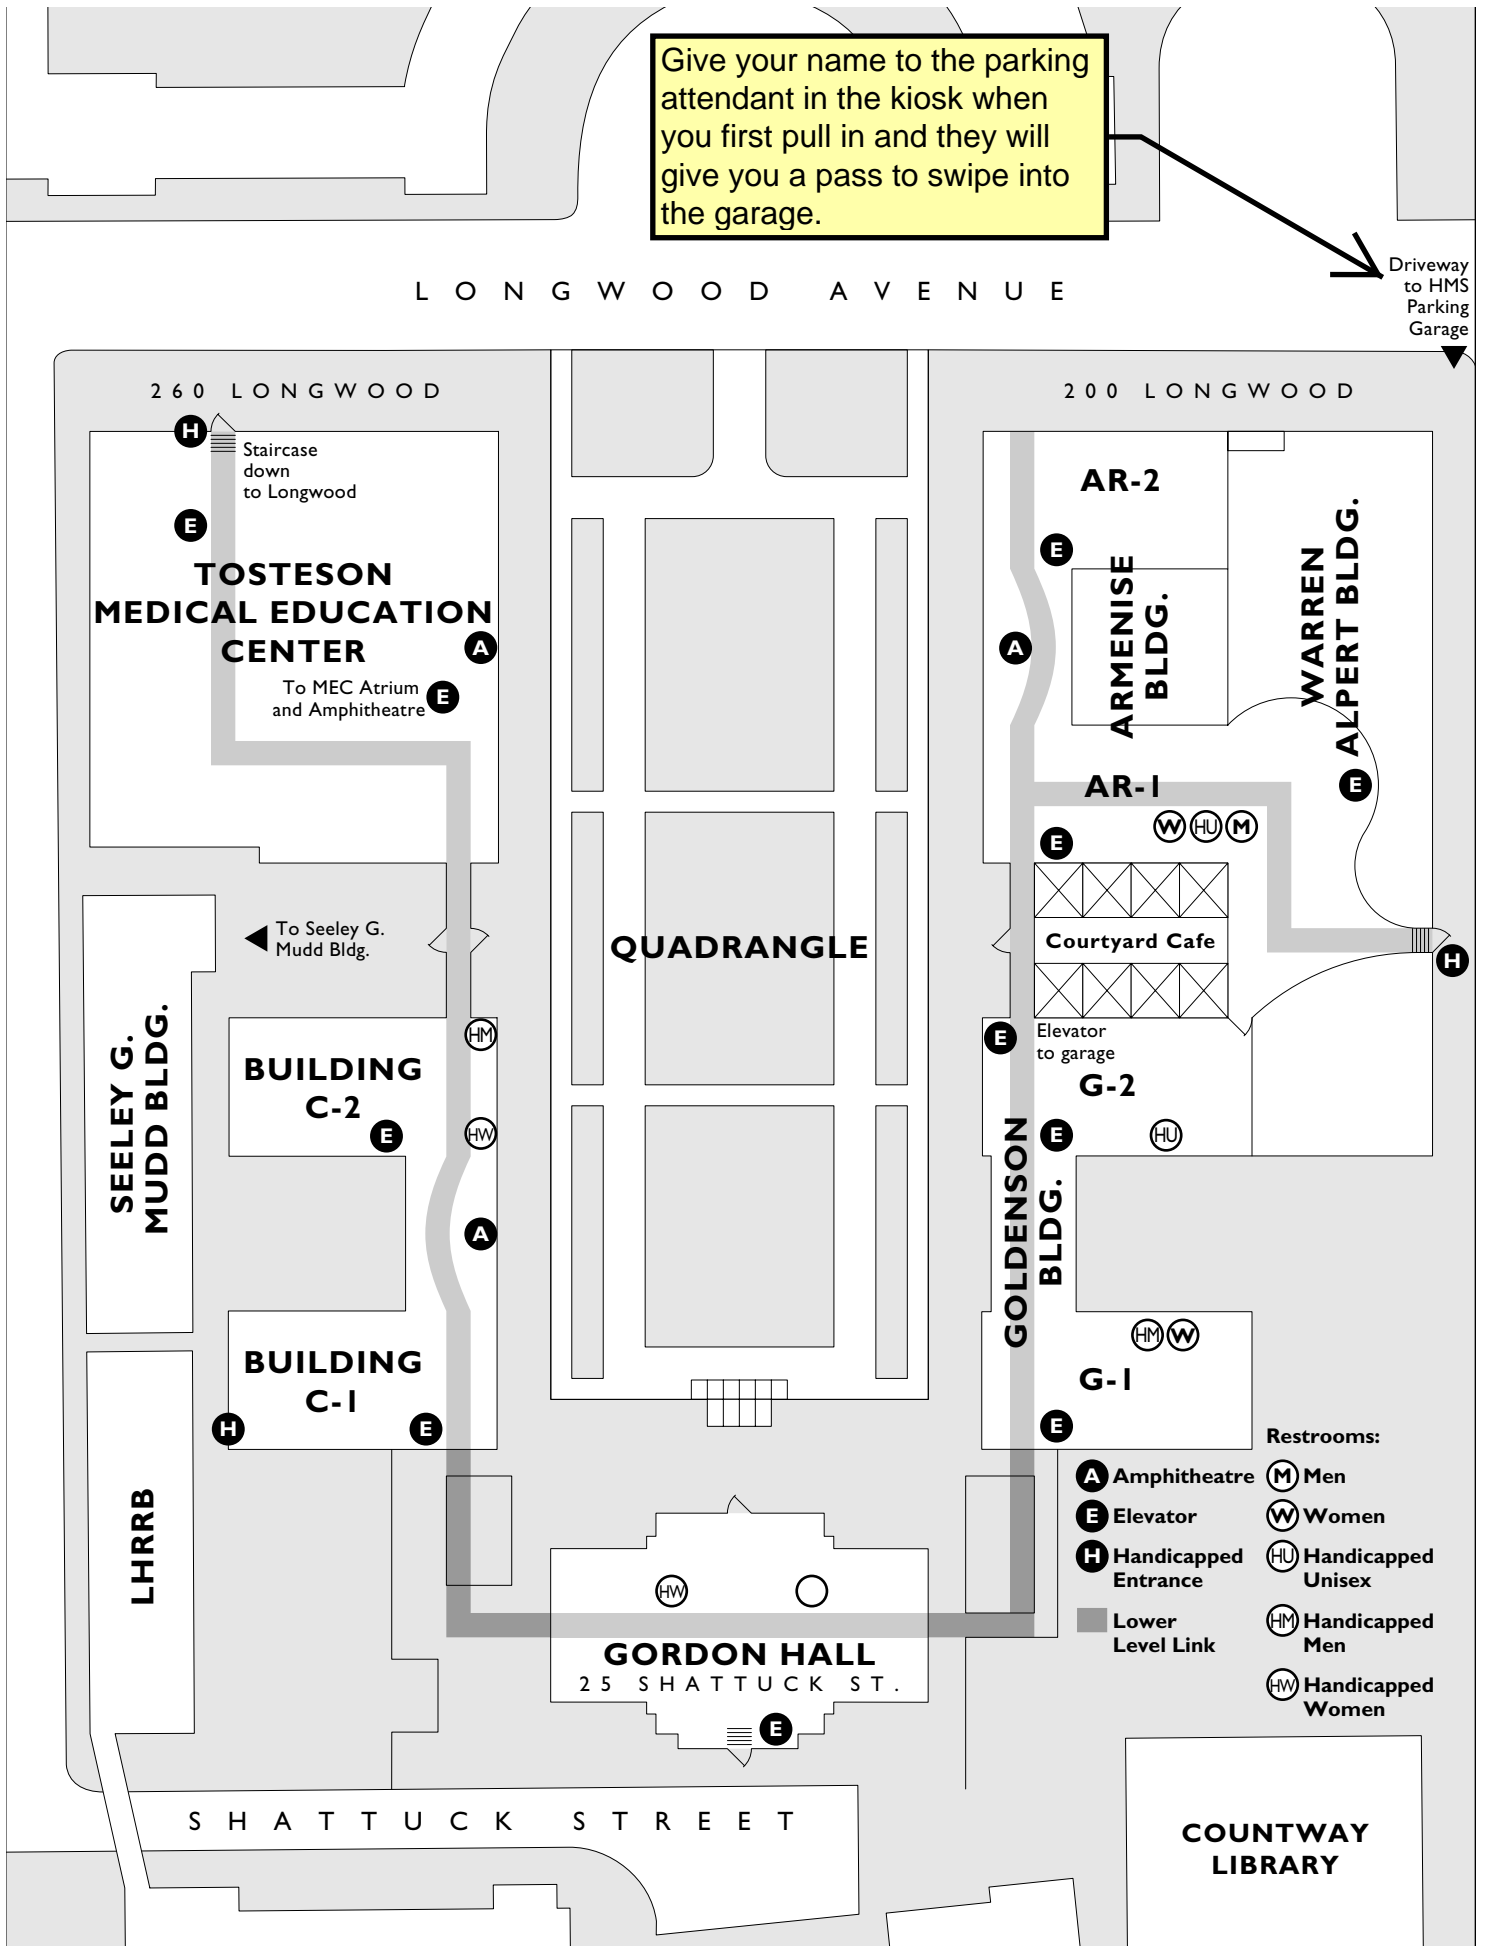 Give your name to the parking
attendant in the kiosk when
you first pull in and they will
give you a pass to swipe into
the garage.
Driveway
to HMS
Parking
Garage
LONGWOOD AVENUE
260 LONGWOOD
200 LONGWOOD
H
Staircase
down
to Longwood
E
TOSTESON
MEDICAL EDUCATION
CENTER
A
To MEC Atrium
and Amphitheatre
E
AR-2
E
ARMENISE
BLDG.
WARREN
ALPERT BLDG.
A
AR-1
E
W
HU
M
E
Courtyard Cafe
H
To Seeley G.
Mudd Bldg.
QUADRANGLE
SEELEY G.
MUDD BLDG.
HM
BUILDING
C-2
E
HW
A
E
Elevator
to garage
G-2
E
HU
GOLDENSON
BLDG.
HM
W
G-1
E
BUILDING
C-1
H
E
LHRRB
HW
GORDON HALL
25 SHATTUCK ST.
E
Restrooms:
A Amphitheatre
E Elevator
H Handicapped
Entrance
Lower
Level Link
M Men
W Women
HU Handicapped
Unisex
HM Handicapped
Men
HW Handicapped
Women
SHATTUCK STREET
COUNTWAY
LIBRARY